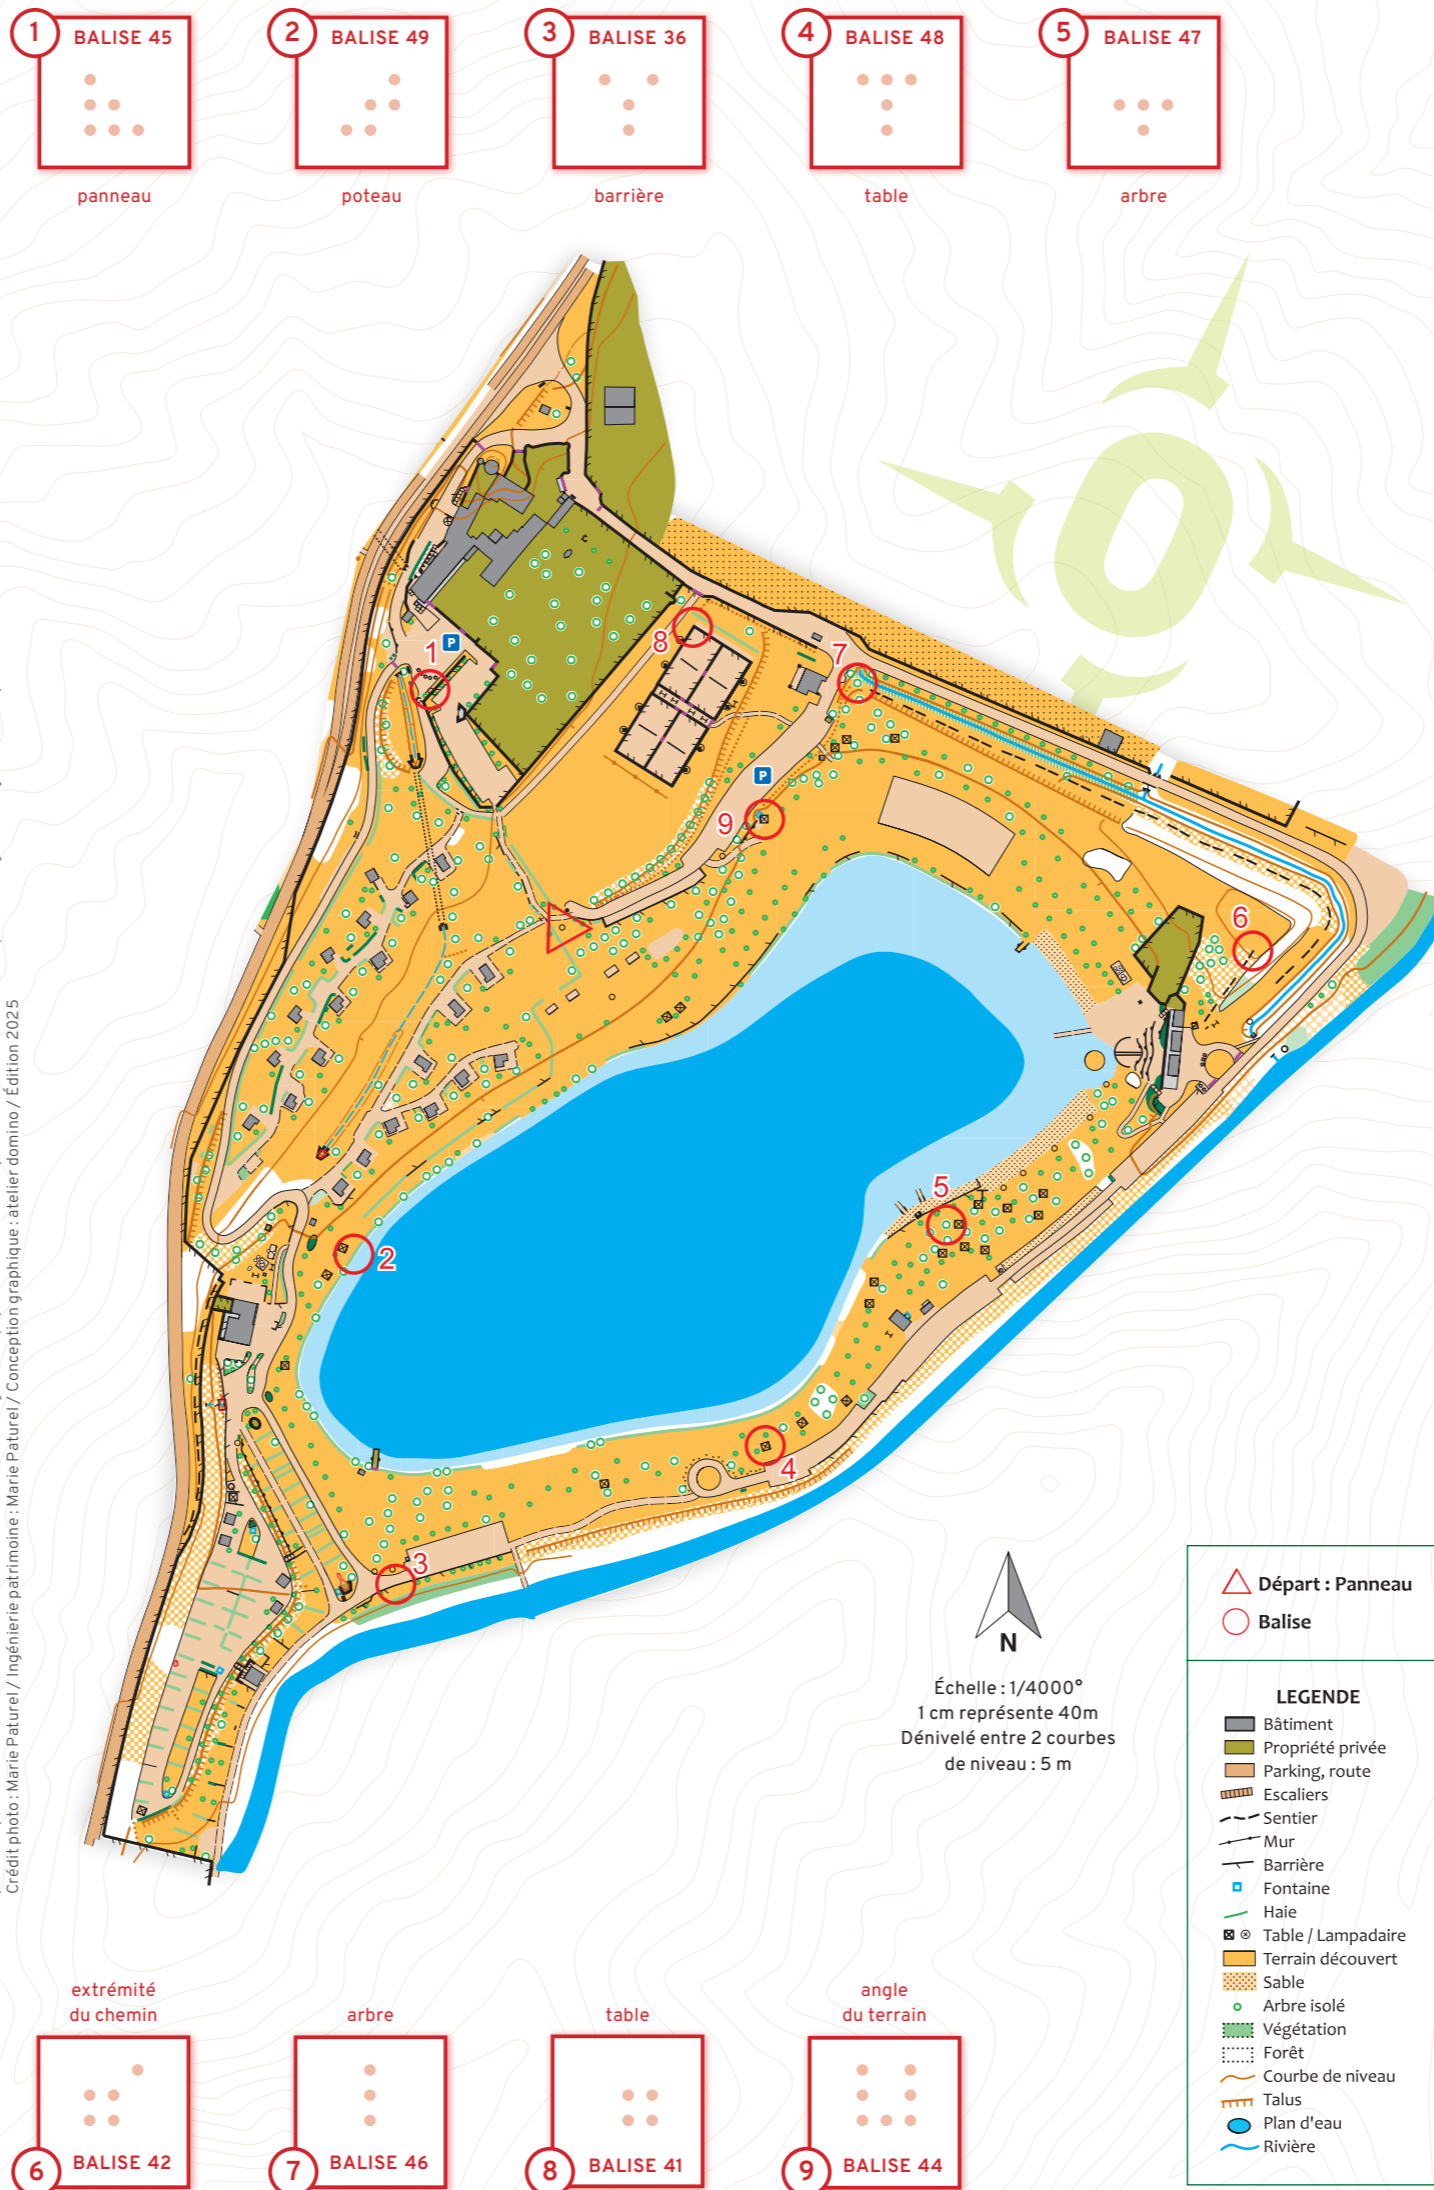 1 BALISE 45
panneau
2 BALISE 49
poteau
3 BALISE 36
barrière
4 BALISE 48
table
5 BALISE 47
arbre
P
1
8
7
P
9
6
5
2
4
3
N
Échelle : 1/4000°
1 cm représente 40m
Dénivelé entre 2 courbes
de niveau : 5 m
Départ : Panneau
Balise
LEGENDE
Bâtiment
Propriété privée
Parking, route
Escaliers
Sentier
Mur
Barrière
Fontaine
Haie
Table / Lampadaire
Terrain découvert
Sable
Arbre isolé
Végétation
Forêt
Courbe de niveau
Talus
Plan d'eau
Rivière
Crédit photo : Marie Paturel / Ingénierie patrimoine : Marie Paturel / Conception graphique : atelier domino / Édition 2025
extrémité
du chemin
6 BALISE 42
arbre
7 BALISE 46
table
8 BALISE 41
angle
du terrain
9 BALISE 44